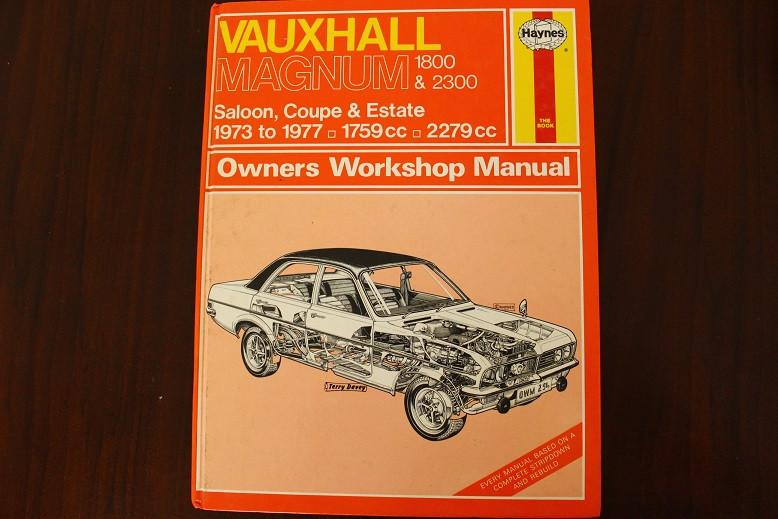 VAUXHALL
MAGNUM 1800 & 2300
Haynes
®
Saloon, Coupe & Estate
1973 to 1977 □ 1759cc □ 2279cc
THE
BOOK
Owners Workshop Manual
Terry Davey
EVERY MANUAL BASED ON A
COMPLETE STRIPDOWN
AND REBUILD